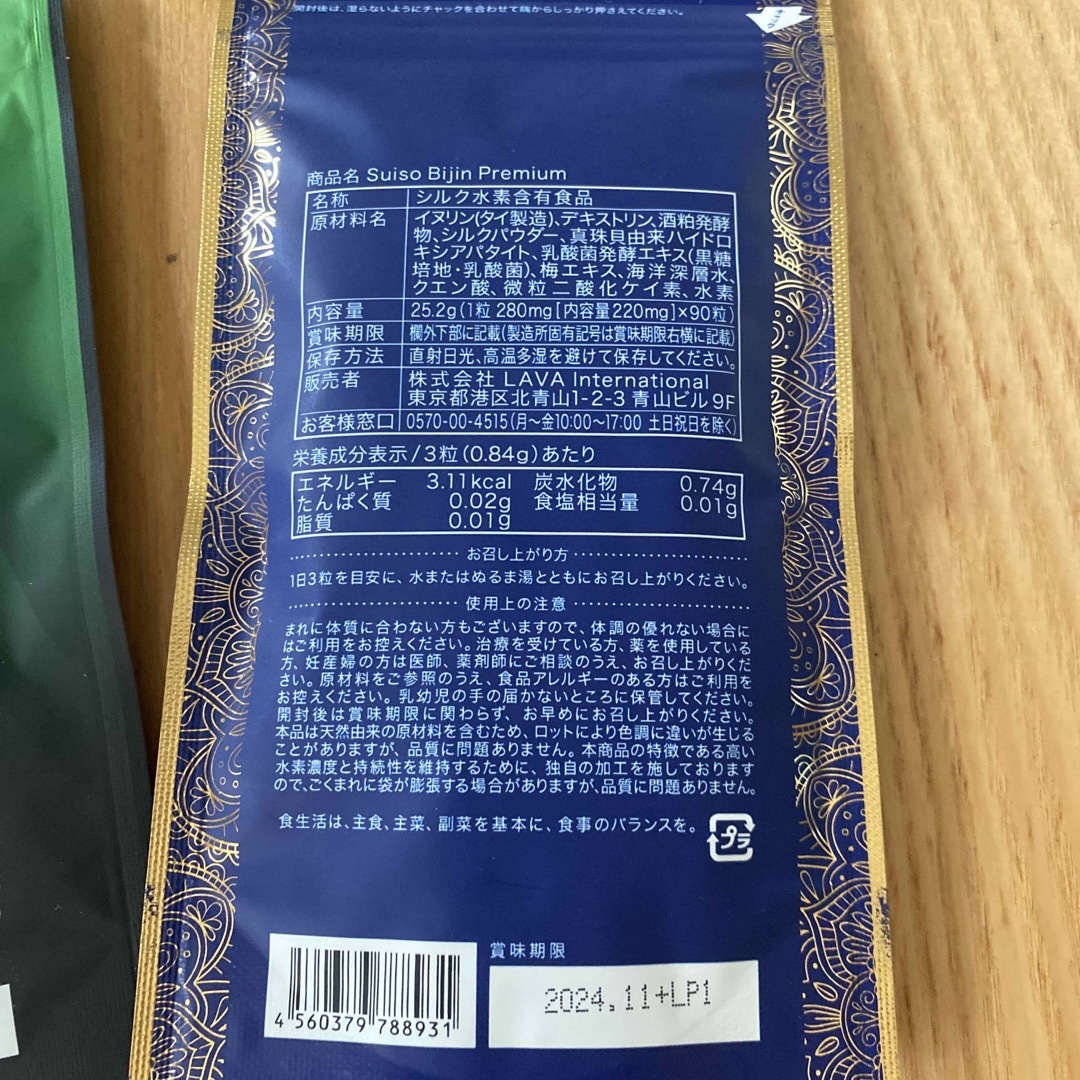 開封後は、湿らないようにチャックを合わせて端からしっかり押さえてください。
商品名 Suiso Bijin Premium
名称 シルク水素含有食品
原材料名 イヌリン(タイ製造)、デキストリン、酒粕発酵
物、シルクパウダー、真珠貝由来ハイドロ
キシアパタイト、乳酸菌発酵エキス(黒糖
培地・乳酸菌)、梅エキス、海洋深層水、
クエン酸、微粒二酸化ケイ素、水素
内容量 25.2g(1粒 280mg[内容量220mg]×90粒)
賞味期限 欄外下部に記載(製造所固有記号は賞味期限右横に記載)
保存方法 直射日光、高温多湿を避けて保存してください。
販売者 株式会社 LAVA International
東京都港区北青山1-2-3 青山ビル 9F
お客様窓口 0570-00-4515(月～金10:00～17:00 土日祝日を除く)
栄養成分表示/3粒(0.84g)あたり
エネルギー 3.11kcal 炭水化物 0.74g
たんぱく質 0.02g 食塩相当量 0.01g
脂質 0.01g
お召し上がり方
1日3粒を目安に、水またはぬるま湯とともにお召し上がりください。
使用上の注意
まれに体質に合わない方もございますので、体調の優れない場合に
はご利用をお控えください。治療を受けている方、薬を使用している
方、妊産婦の方は医師、薬剤師にご相談のうえ、お召し上がりくだ
さい。原材料をご参照のうえ、食品アレルギーのある方はご利用を
お控えください。乳幼児の手の届かないところに保管してください。
開封後は賞味期限に関わらず、お早めにお召し上がりください。
本品は天然由来の原材料を含むため、ロットにより色調に違いが生じる
ことがありますが、品質に問題ありません。本商品の特徴である高い
水素濃度と持続性を維持するために、独自の加工を施しております
ので、ごくまれに袋が膨張する場合がありますが、品質に問題ありません。
食生活は、主食、主菜、副菜を基本に、食事のバランスを。
プラ
賞味期限
2024.11+LP1
4 560379 788931